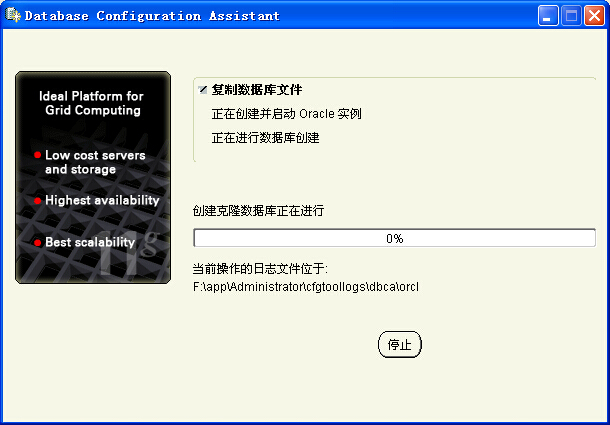 Database Configuration Assistant
Ideal Platform for
Grid Computing
Low cost servers
and storage
Highest availability
Best scalability
11g
复制数据库文件
正在创建并启动 Oracle 实例
正在进行数据库创建
创建克隆数据库正在进行
0%
当前操作的日志文件位于:
F:\app\Administrator\cfgtoollogs\dbca\orcl
停止